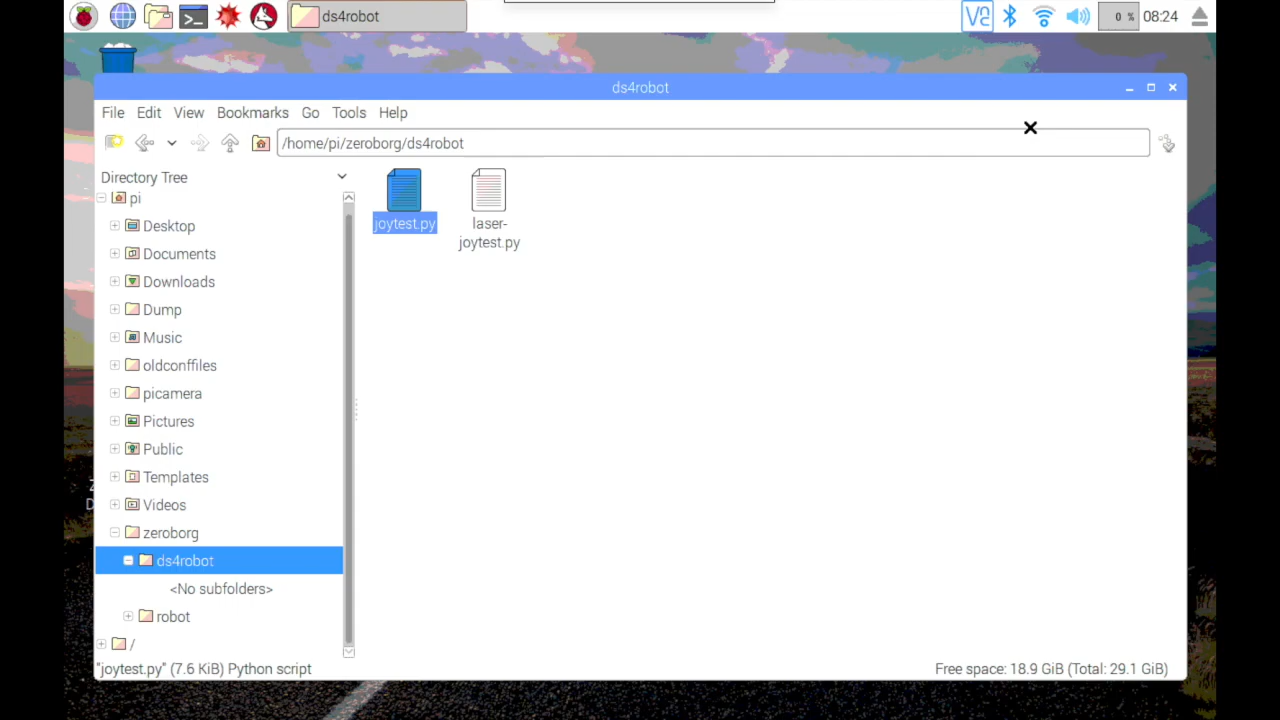 ds4robot
0 %
08:24
ds4robot
File Edit View Bookmarks Go Tools Help
/home/pi/zeroborg/ds4robot
Directory Tree
pi
Desktop
Documents
Downloads
Dump
Music
oldconffiles
picamera
Pictures
Public
Templates
Videos
zeroborg
ds4robot
<No subfolders>
robot
/
joytest.py
laser-
joytest.py
"joytest.py" (7.6 KiB) Python script
Free space: 18.9 GiB (Total: 29.1 GiB)